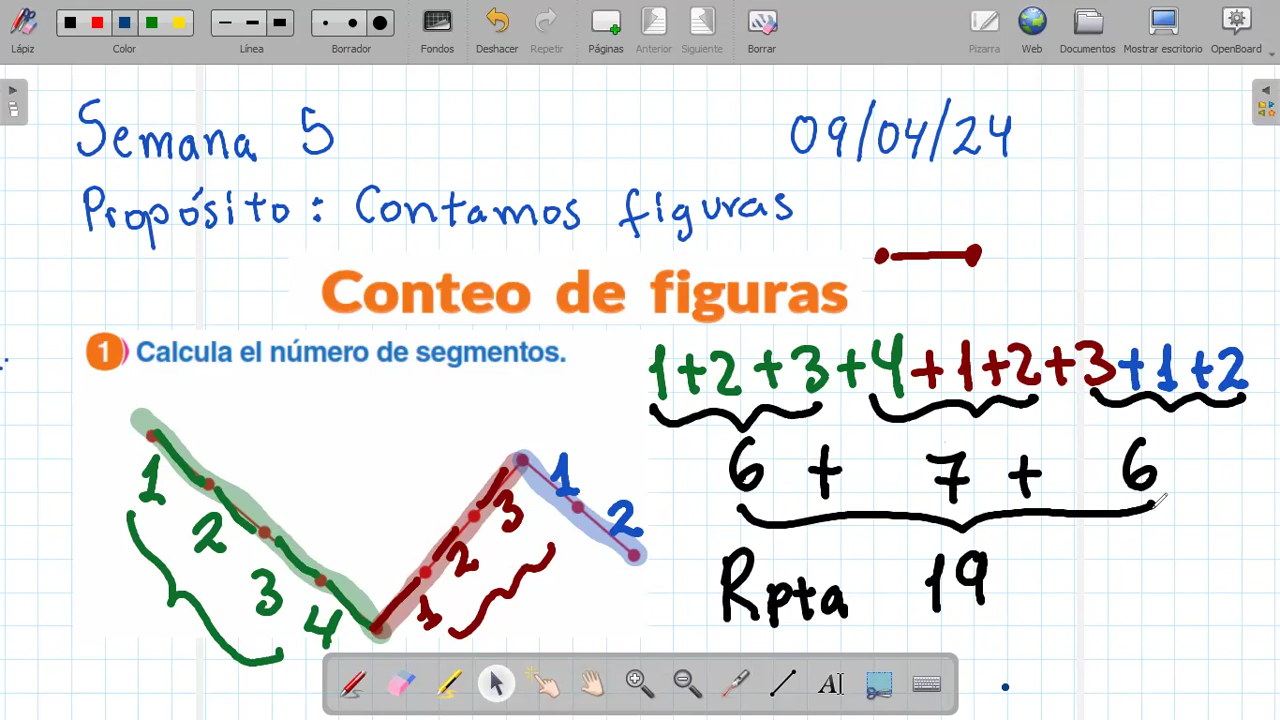 Lápiz Color Línea Borrador Fondos Deshacer Repetir Páginas Anterior Siguiente Borrar Pizarra Web Documentos Mostrar escritorio OpenBoard
Semana 5 09/04/24
Propósito: Contamos figuras
Conteo de figuras
1 Calcula el número de segmentos.
1+2+3+4+1+2+3+1+2
6 + 7 + 6
Rpta 19
1
2
3
4
1
2
3
1
2
AI